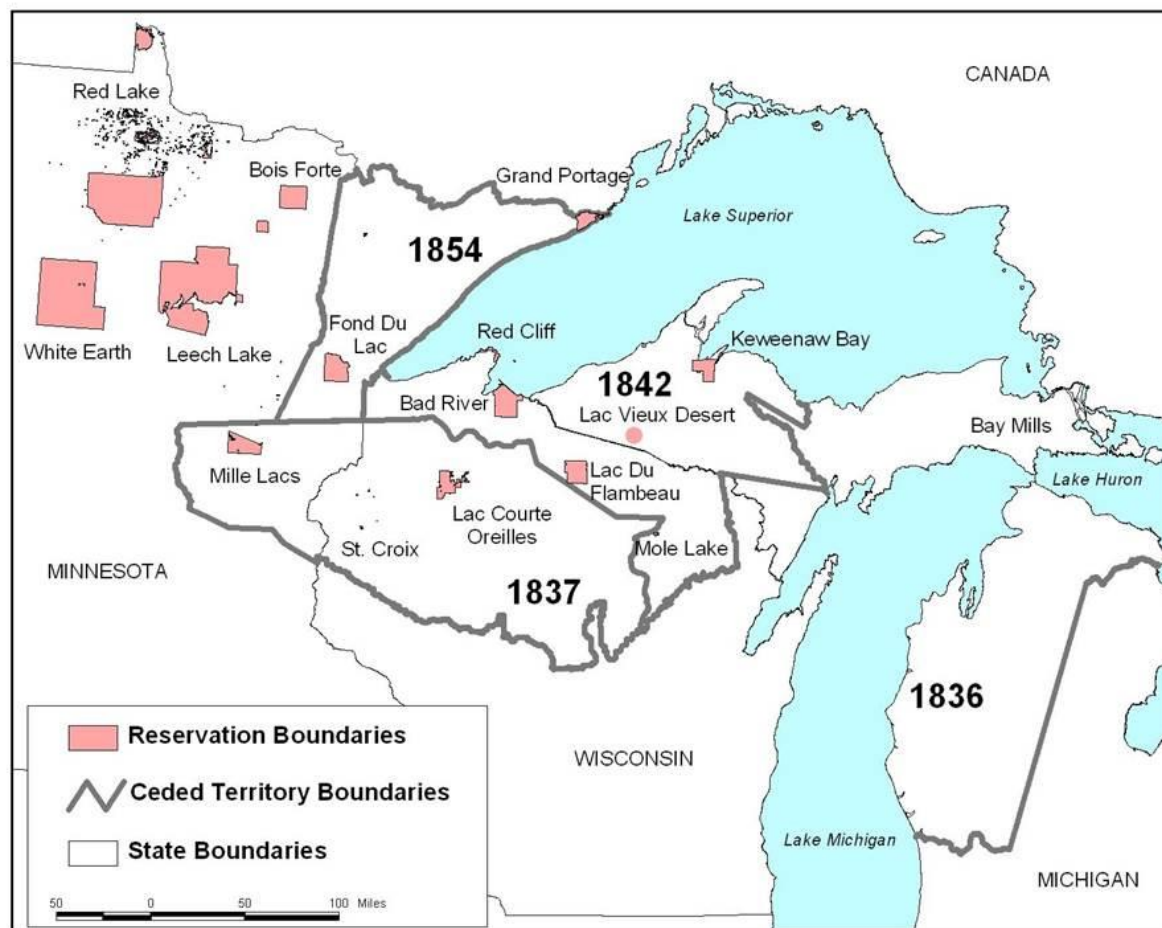 CANADA
Red Lake
Bois Forte
Grand Portage
Lake Superior
1854
White Earth
Leech Lake
Fond Du
Lac
Red Cliff
Keweenaw Bay
1842
Bad River
Lac Vieux Desert
Bay Mills
Mille Lacs
Lac Du
Flambeau
Lake Huron
Lac Courte
Oreilles
St. Croix
Mole Lake
MINNESOTA
1837
1836
WISCONSIN
Lake Michigan
MICHIGAN
Reservation Boundaries
Ceded Territory Boundaries
State Boundaries
50 0 50 100 Miles